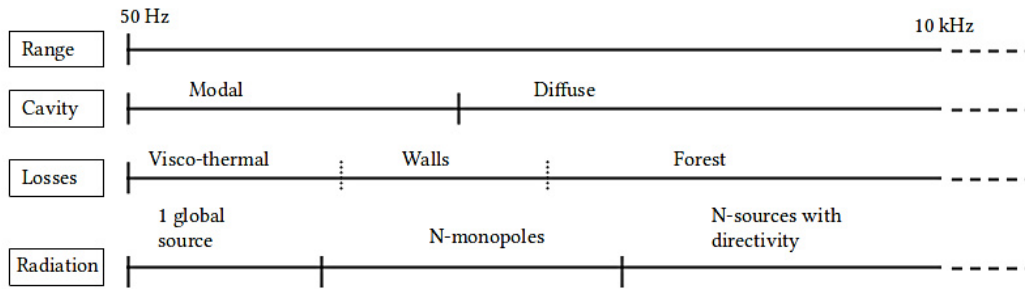 50 Hz
10 kHz
Range
Modal
Diffuse
Cavity
Visco-thermal
Walls
Forest
Losses
1 global
source
N-monopoles
N-sources with
directivity
Radiation